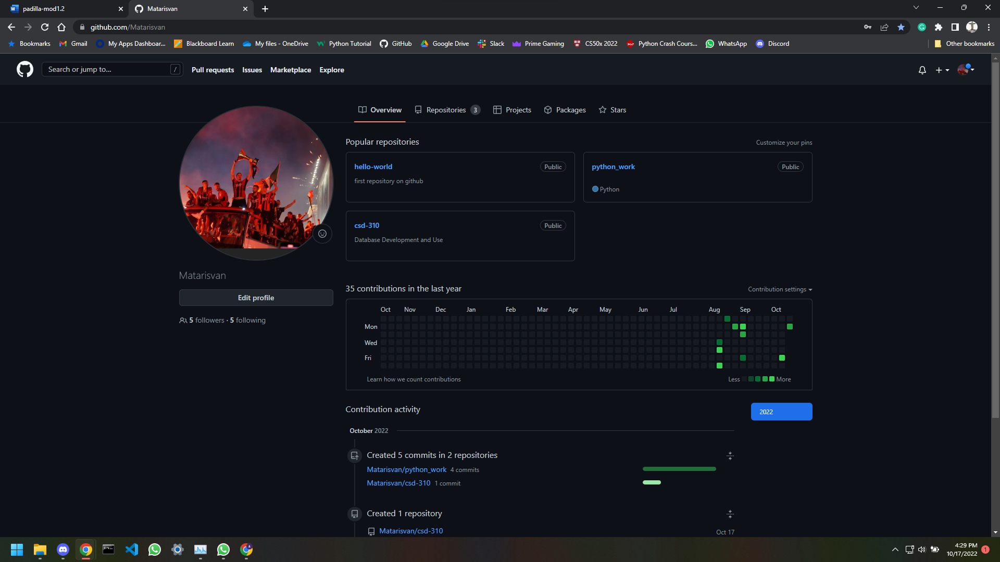 padilla-mod1.2
Matarisvan
github.com/Matarisvan
Bookmarks Gmail My Apps Dashboar... Blackboard Learn My files - OneDrive Python Tutorial GitHub Google Drive Slack Prime Gaming CS50x 2022 Python Crash Cours... WhatsApp Discord Other bookmarks
Search or jump to... / Pull requests Issues Marketplace Explore
Overview Repositories 3 Projects Packages Stars
Popular repositories Customize your pins
hello-world Public
first repository on github
python_work Public
Python
csd-310 Public
Database Development and Use
Matarisvan
Edit profile
5 followers · 5 following
35 contributions in the last year Contribution settings
Oct Nov Dec Jan Feb Mar Apr May Jun Jul Aug Sep Oct
Mon
Wed
Fri
Learn how we count contributions Less More
Contribution activity 2022
October 2022
Created 5 commits in 2 repositories
Matarisvan/python_work 4 commits
Matarisvan/csd-310 1 commit
Created 1 repository
Matarisvan/csd-310 Oct 17
4:29 PM
10/17/2022 1